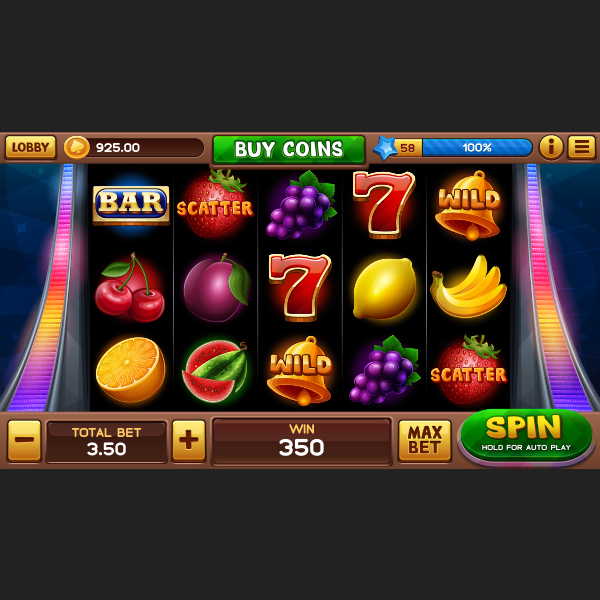 LOBBY
925.00
BUY COINS
58
100%
i
BAR
SCATTER
7
WILD
7
WILD
SCATTER
TOTAL BET
3.50
WIN
350
MAX
BET
SPIN
HOLD FOR AUTO PLAY